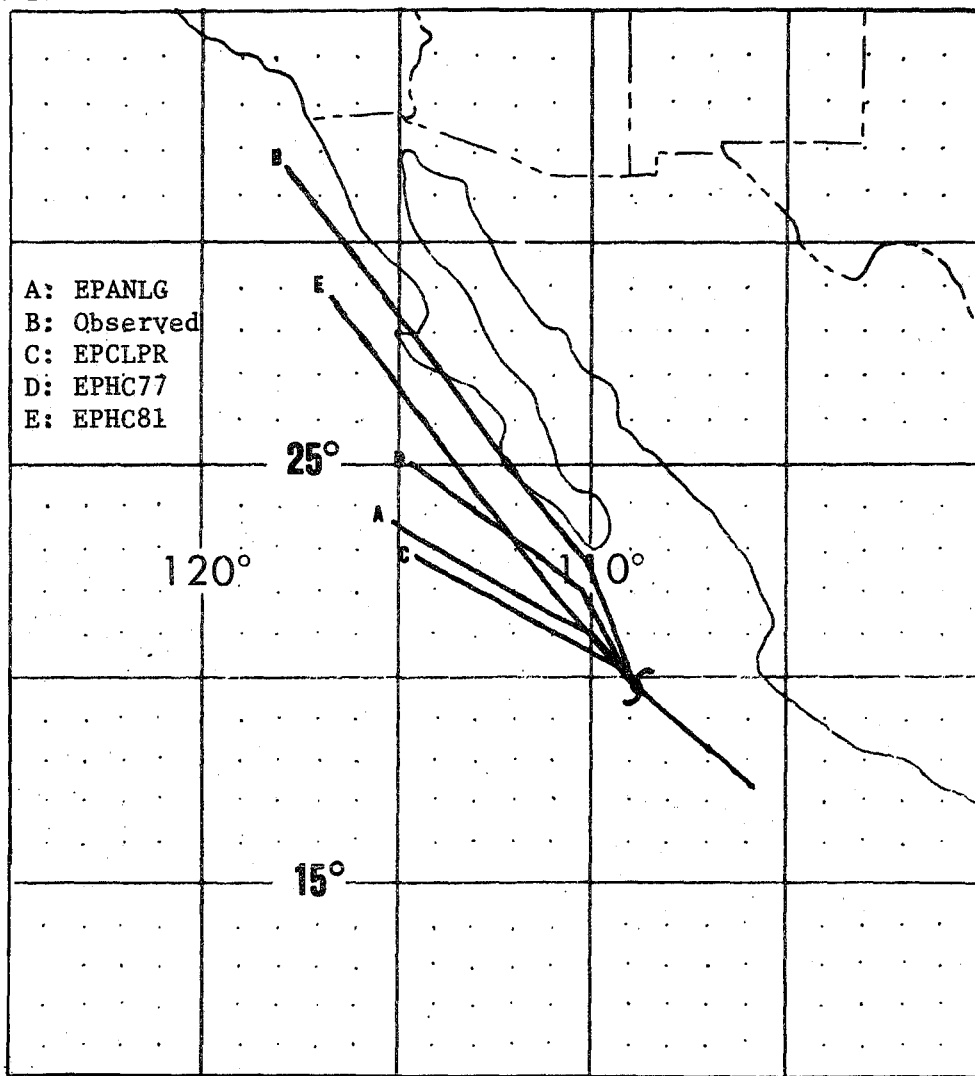 B
E
A: EPANLG
B: Observed
C: EPCLPR
D: EPHC77
E: EPHC81
25°
D
A
C
120°
110°
15°